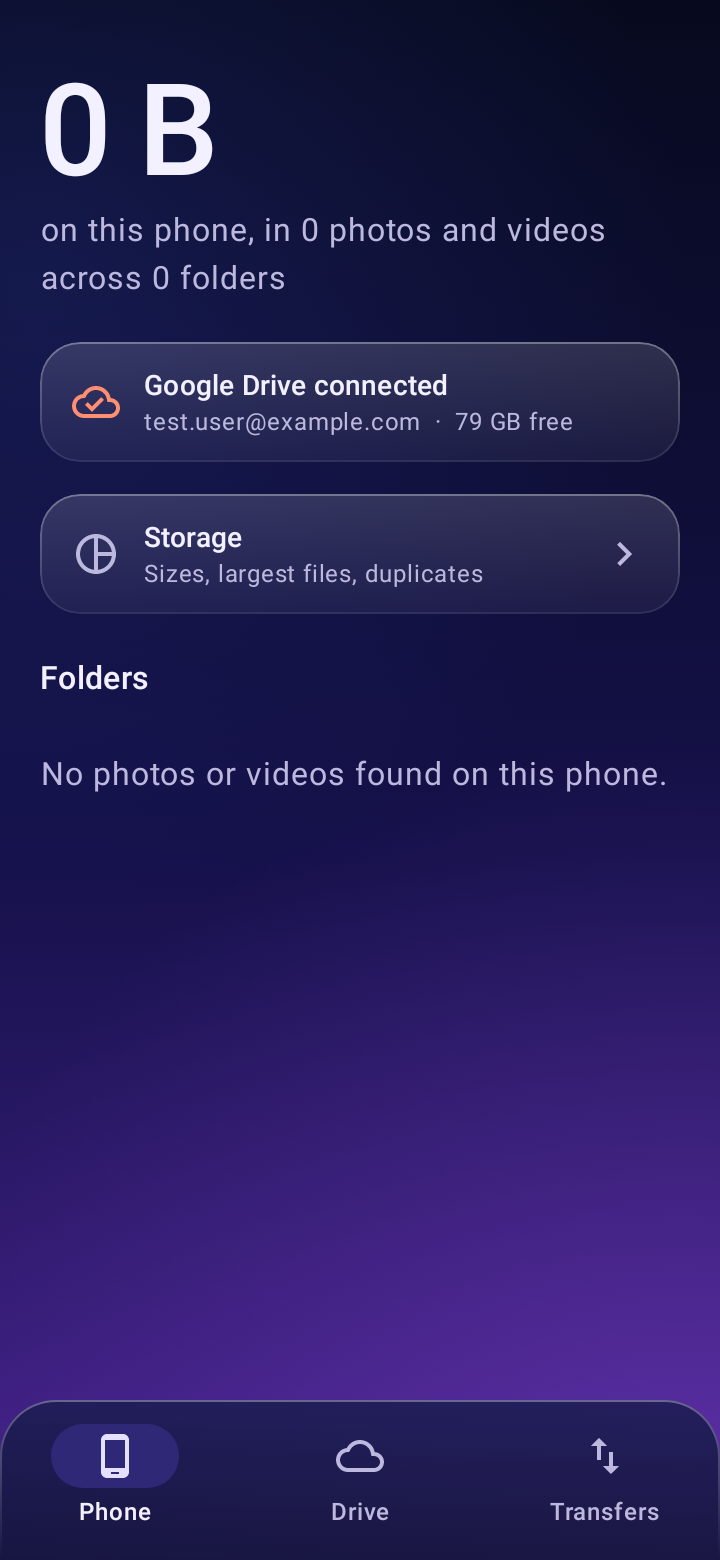 0 B
on this phone, in 0 photos and videos
across 0 folders
Google Drive connected
test.user@example.com · 79 GB free
Storage
Sizes, largest files, duplicates
Folders
No photos or videos found on this phone.
Phone
Drive
Transfers